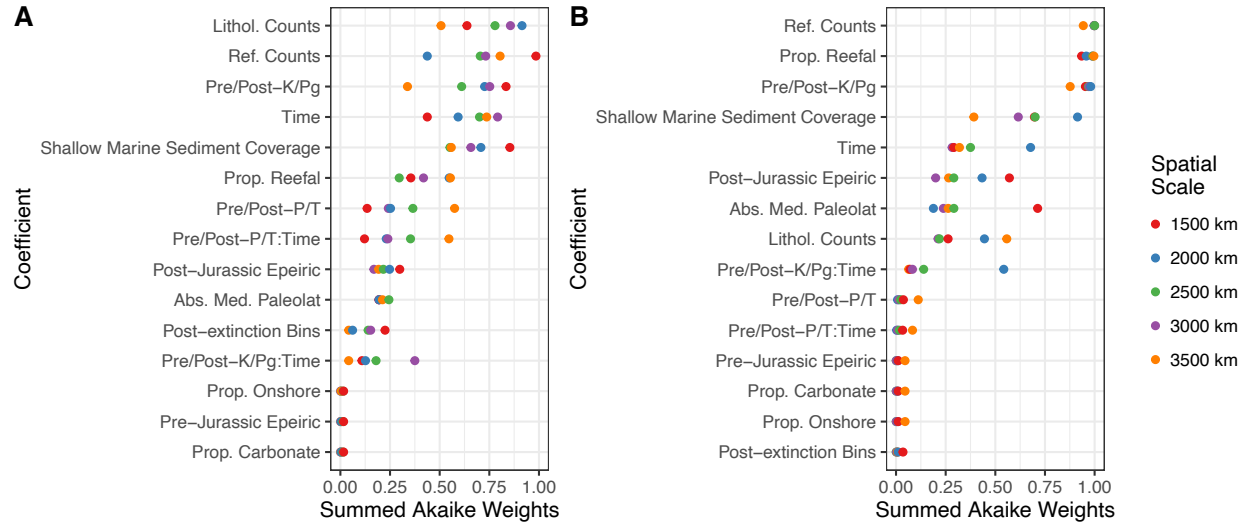 A
Lithol. Counts
Ref. Counts
Pre/Post−K/Pg
Time
Shallow Marine Sediment Coverage
Prop. Reefal
Pre/Post−P/T
Pre/Post−P/T:Time
Post−Jurassic Epeiric
Abs. Med. Paleolat
Post−extinction Bins
Pre/Post−K/Pg:Time
Prop. Onshore
Pre−Jurassic Epeiric
Prop. Carbonate
Coefficient
0.00 0.25 0.50 0.75 1.00
Summed Akaike Weights
B
Ref. Counts
Prop. Reefal
Pre/Post−K/Pg
Shallow Marine Sediment Coverage
Time
Post−Jurassic Epeiric
Abs. Med. Paleolat
Lithol. Counts
Pre/Post−K/Pg:Time
Pre/Post−P/T
Pre/Post−P/T:Time
Pre−Jurassic Epeiric
Prop. Carbonate
Prop. Onshore
Post−extinction Bins
Coefficient
0.00 0.25 0.50 0.75 1.00
Summed Akaike Weights
Spatial
Scale
1500 km
2000 km
2500 km
3000 km
3500 km